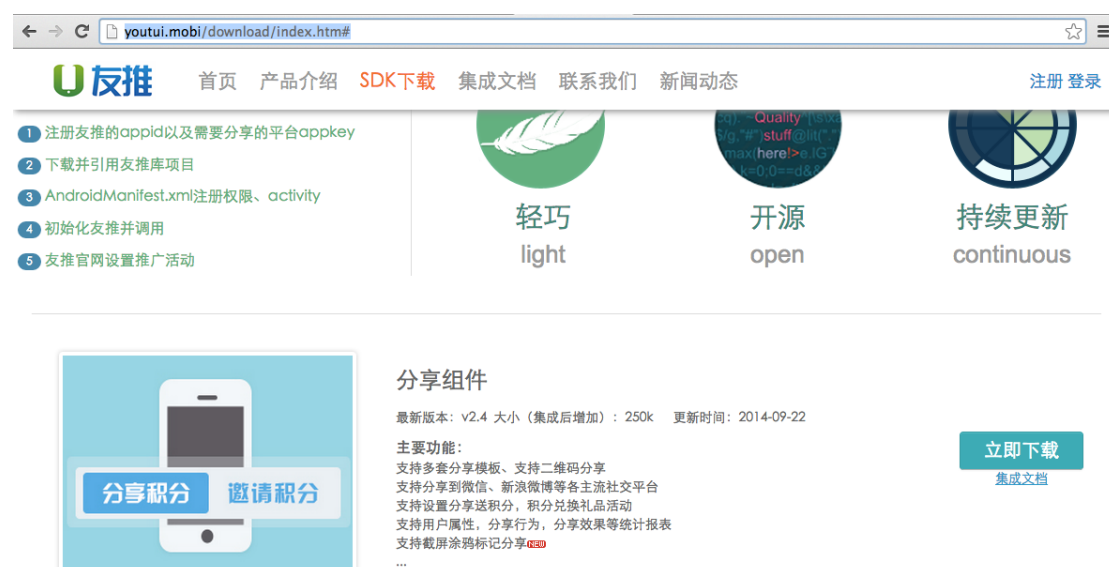 youtui.mobi/download/index.htm#
友推 首页 产品介绍 SDK下载 集成文档 联系我们 新闻动态 注册 登录
1 注册友推的appid以及需要分享的平台appkey
2 下载并引用友推库项目
3 AndroidManifest.xml注册权限、activity
4 初始化友推并调用
5 友推官网设置推广活动
Quality
stuff@lit(",
max(here!>e.IG
k=0;0==d&&
轻巧 开源 持续更新
light open continuous
分享组件
最新版本：v2.4 大小（集成后增加）：250k 更新时间：2014-09-22
主要功能：
支持多套分享模板、支持二维码分享
支持分享到微信、新浪微博等各主流社交平台
支持设置分享送积分，积分兑换礼品活动
支持用户属性，分享行为，分享效果等统计报表
支持截屏涂鸦标记分享NEW
...
立即下载
集成文档
分享积分 邀请积分